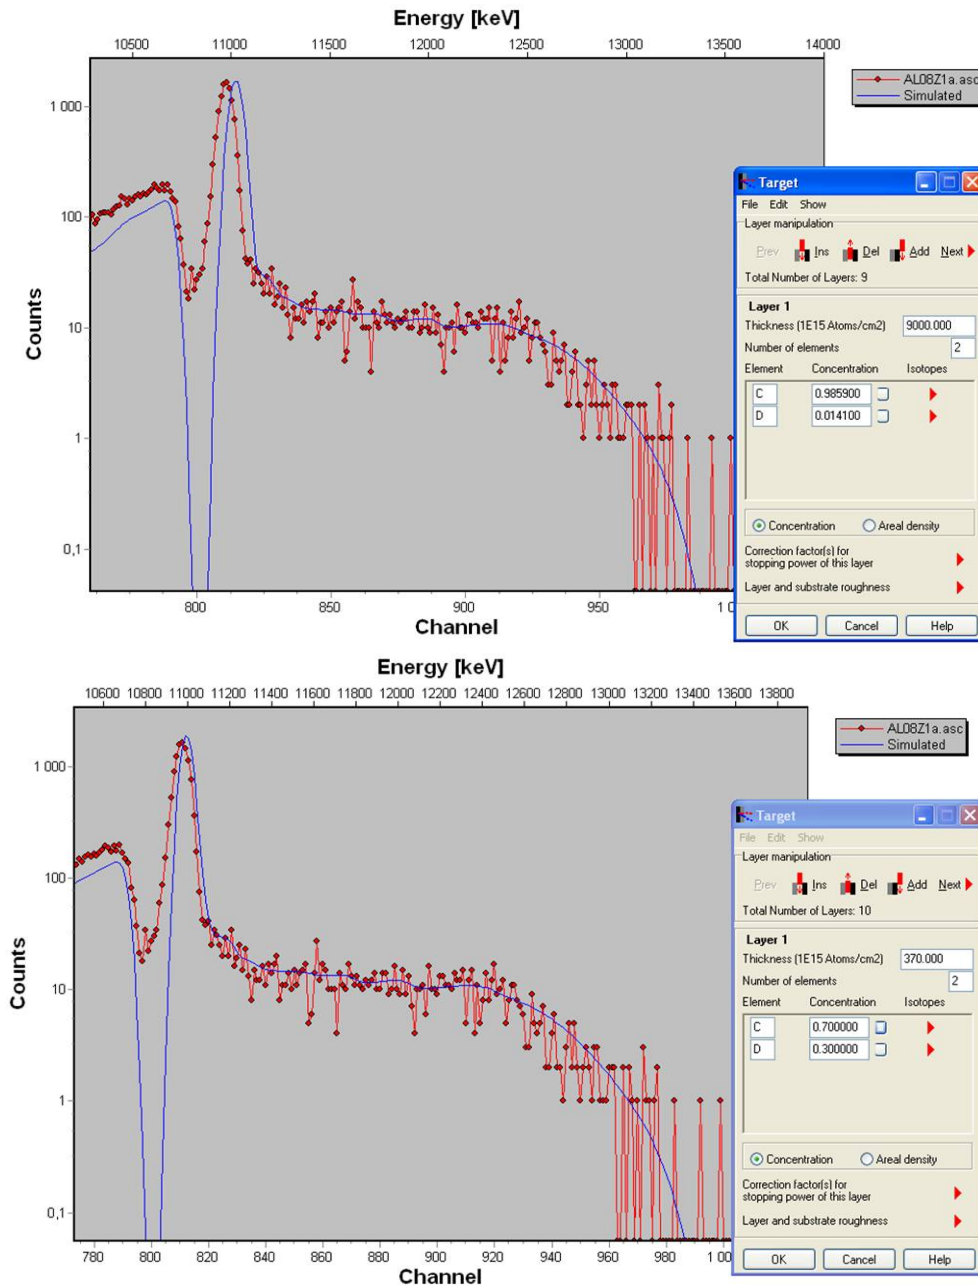 Energy [keV]
10500 11000 11500 12000 12500 13000 13500 14000
AL08Z1a.asc
Simulated
Counts
1 000
100
10
1
0,1
800 850 900 950 1 0
Channel
Target
File Edit Show
Layer manipulation
Prev Ins Del Add Next
Total Number of Layers: 9
Layer 1
Thickness (1E15 Atoms/cm2) 9000.000
Number of elements 2
Element Concentration Isotopes
C 0.985900
D 0.014100
Concentration Areal density
Correction factor(s) for
stopping power of this layer
Layer and substrate roughness
OK Cancel Help
Energy [keV]
10600 10800 11000 11200 11400 11600 11800 12000 12200 12400 12600 12800 13000 13200 13400 13600 13800
AL08Z1a.asc
Simulated
Counts
1 000
100
10
1
0,1
780 800 820 840 860 880 900 920 940 960 980 1 00
Channel
Target
File Edit Show
Layer manipulation
Prev Ins Del Add Next
Total Number of Layers: 10
Layer 1
Thickness (1E15 Atoms/cm2) 370.000
Number of elements 2
Element Concentration Isotopes
C 0.700000
D 0.300000
Concentration Areal density
Correction factor(s) for
stopping power of this layer
Layer and substrate roughness
OK Cancel Help